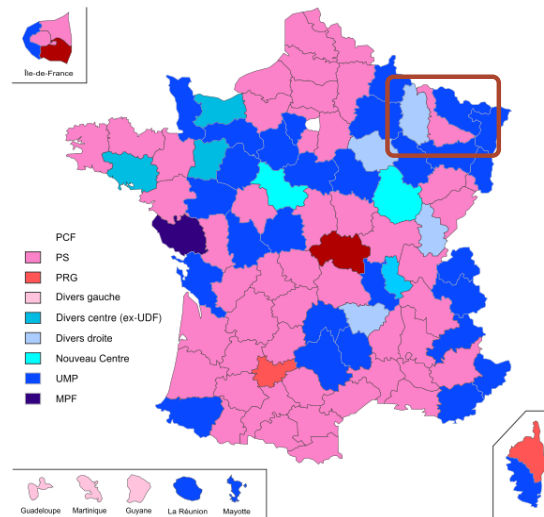 Île-de-France
PCF
PS
PRG
Divers gauche
Divers centre (ex-UDF)
Divers droite
Nouveau Centre
UMP
MPF
Guadeloupe
Martinique
Guyane
La Réunion
Mayotte
Corse